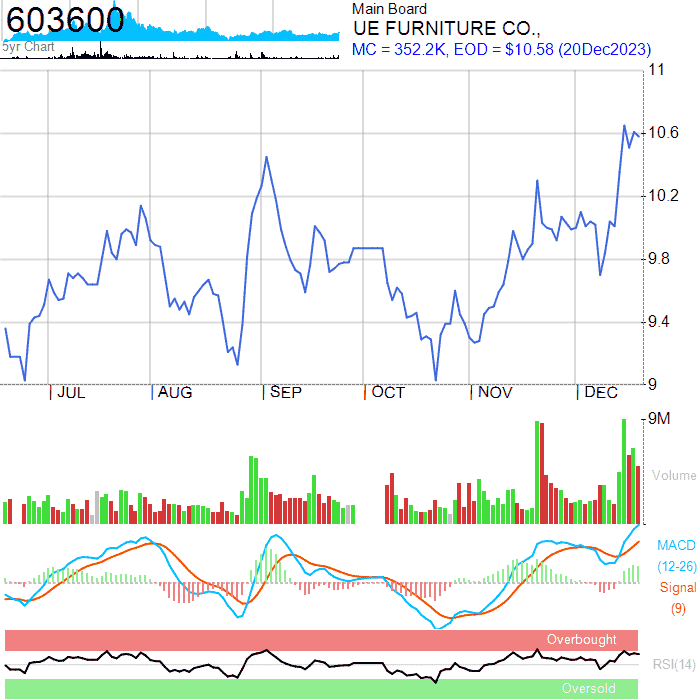 603600
5yr Chart
Main Board
UE FURNITURE CO.,
MC = 352.2K, EOD = $10.58 (20Dec2023)
11
10.6
10.2
9.8
9.4
9
JUL AUG SEP OCT NOV DEC
9M
Volume
MACD
(12-26)
Signal
(9)
Overbought
RSI(14)
Oversold